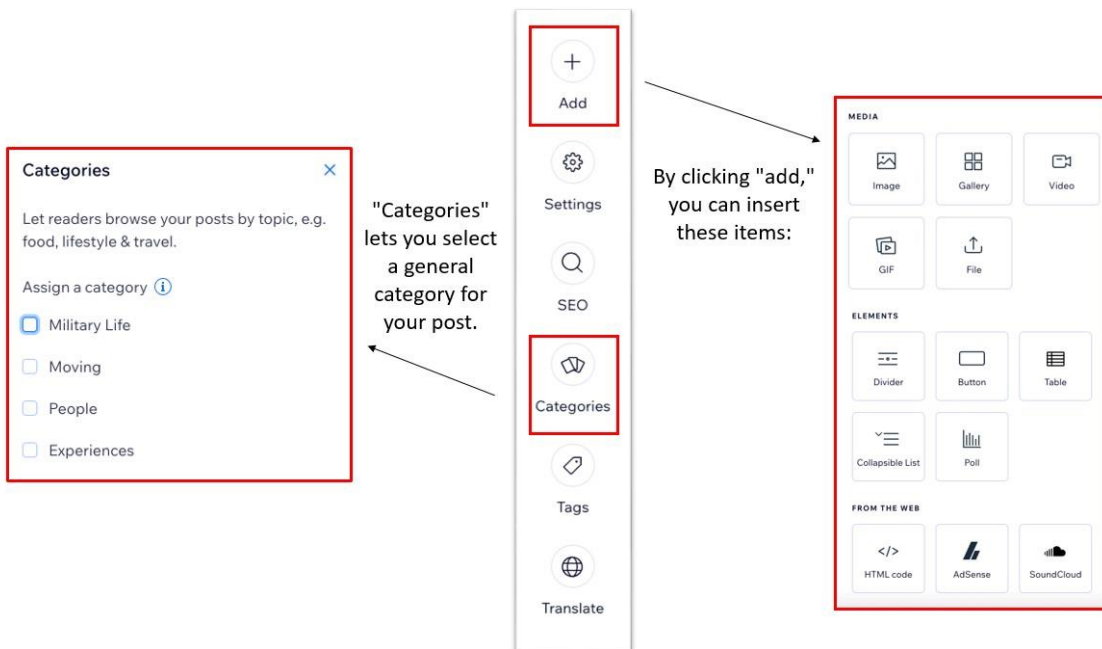 Categories
Let readers browse your posts by topic, e.g.
food, lifestyle & travel.
Assign a category
Military Life
Moving
People
Experiences
"Categories"
lets you select
a general
category for
your post.
Add
Settings
SEO
Categories
Tags
Translate
By clicking "add,"
you can insert
these items:
MEDIA
Image Gallery Video
GIF File
ELEMENTS
Divider Button Table
Collapsible List Poll
FROM THE WEB
</> 
HTML code AdSense SoundCloud